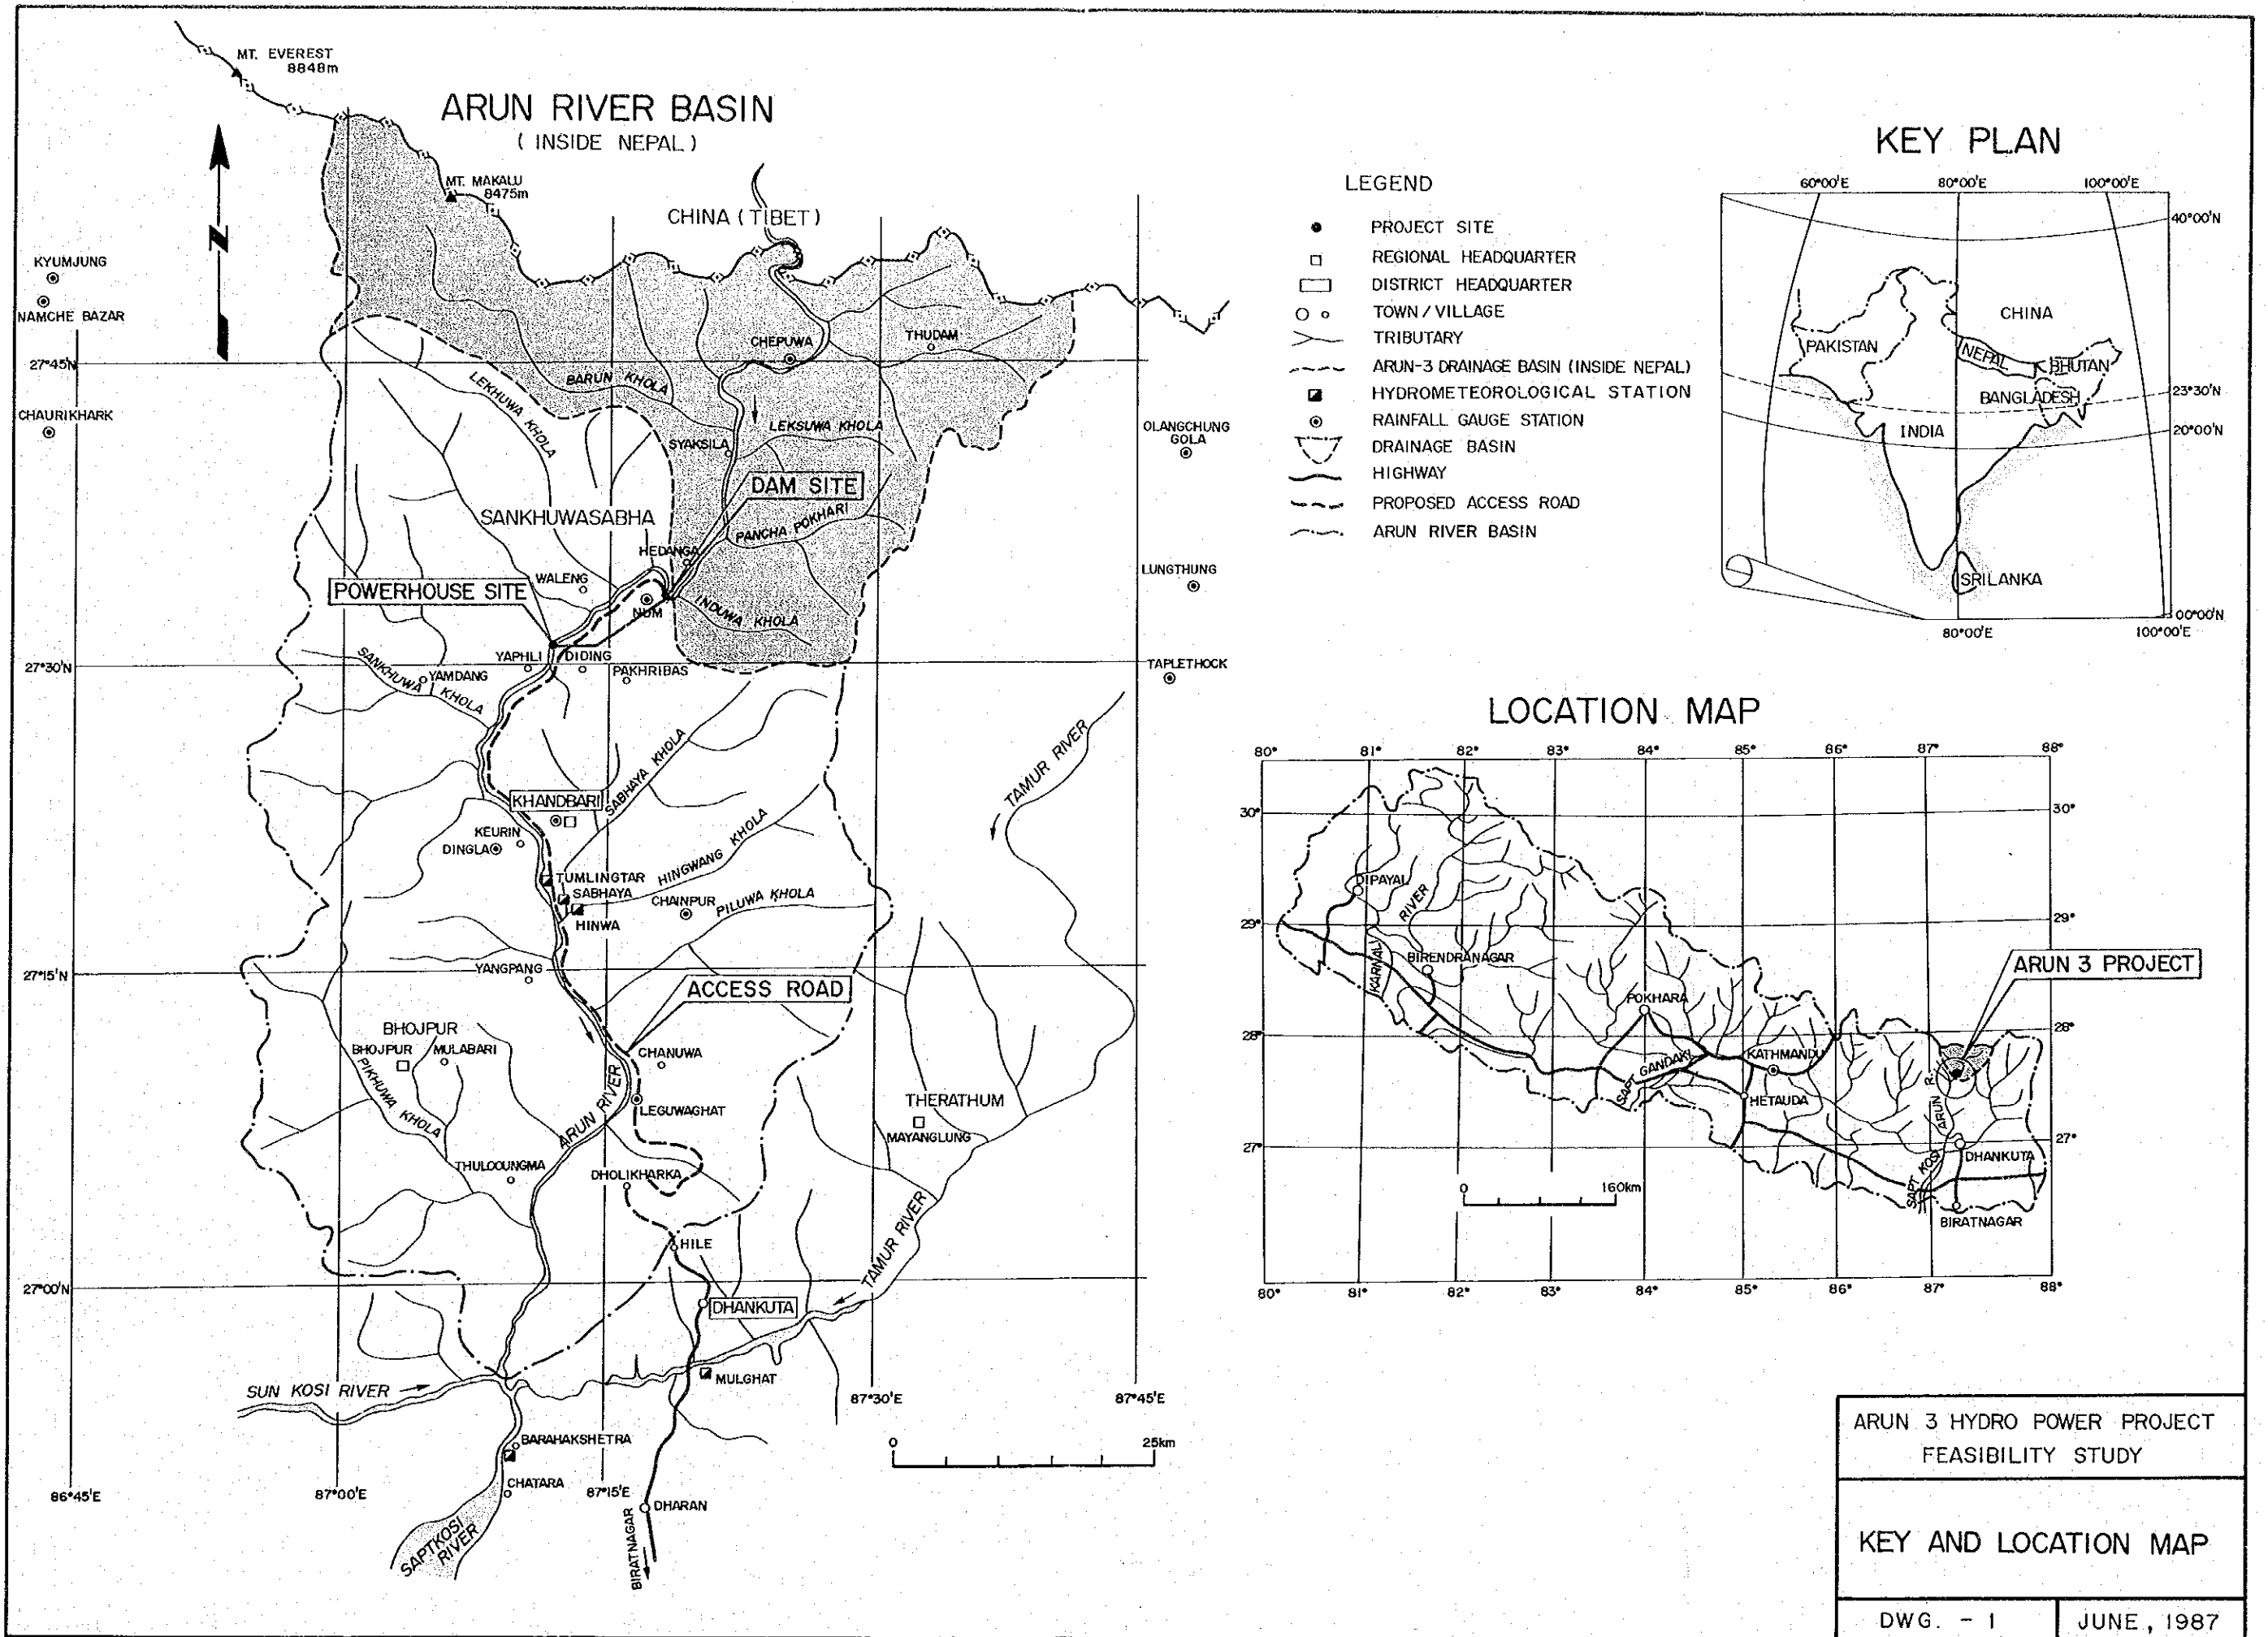 MT. EVEREST
8848m
ARUN RIVER BASIN
( INSIDE NEPAL )
MT. MAKALU
8475m
CHINA ( TIBET )
N
KYUMJUNG
NAMCHE BAZAR
CHEPUWA
THUDAM
27°45'N
BARUN KHOLA
LEKHUWA KHOLA
CHAURIKHARK
SYAKSILA
LEKSUWA KHOLA
OLANGCHUNG
GOLA
DAM SITE
SANKHUWASABHA
PANCHA POKHARI
HEDANGA
WALENG
POWERHOUSE SITE
NUM
INDUWA KHOLA
LUNGTHUNG
27°30'N
YAPHLI
DIDING
PAKHRIBAS
SANKHUWA KHOLA
YAMDANG
TAPLETHOCK
TAMUR RIVER
KHANDBARI
SABHAYA KHOLA
KEURIN
DINGLA
HINGWANG KHOLA
TUMLINGTAR
SABHAYA
HINWA
CHAINPUR
PILUWA KHOLA
27°15'N
YANGPANG
ACCESS ROAD
BHOJPUR
BHOJPUR
MULABARI
CHANUWA
PIKHUWA KHOLA
ARUN RIVER
LEGUWAGHAT
THERATHUM
MAYANGLUNG
THULODUNGMA
DHOLIKHARKA
TAMUR RIVER
HILE
27°00'N
DHANKUTA
SUN KOSI RIVER
MULGHAT
87°30'E
87°45'E
BARAHAKSHETRA
0
25km
86°45'E
87°00'E
CHATARA
87°15'E
DHARAN
SAPTKOSI
RIVER
BIRATNAGAR
LEGEND
PROJECT SITE
REGIONAL HEADQUARTER
DISTRICT HEADQUARTER
TOWN / VILLAGE
TRIBUTARY
ARUN-3 DRAINAGE BASIN (INSIDE NEPAL)
HYDROMETEOROLOGICAL STATION
RAINFALL GAUGE STATION
DRAINAGE BASIN
HIGHWAY
PROPOSED ACCESS ROAD
ARUN RIVER BASIN
KEY PLAN
60°00'E 80°00'E 100°00'E
40°00'N
CHINA
PAKISTAN
NEPAL
BHUTAN
23°30'N
BANGLADESH
20°00'N
INDIA
SRILANKA
00°00'N
80°00'E 100°00'E
LOCATION MAP
80° 81° 82° 83° 84° 85° 86° 87° 88°
30° 30°
DIPAYAL
RIVER
29° 29°
KARNALI
BIRENDRANAGAR
ARUN 3 PROJECT
POKHARA
28° 28°
SAPT GANDAKI
KATHMANDU
HETAUDA
ARUN R.
27° 27°
DHANKUTA
SAPT KOSI
0
160km
BIRATNAGAR
80° 81° 82° 83° 84° 85° 86° 87° 88°
ARUN 3 HYDRO POWER PROJECT
FEASIBILITY STUDY
KEY AND LOCATION MAP
DWG. - 1
JUNE, 1987